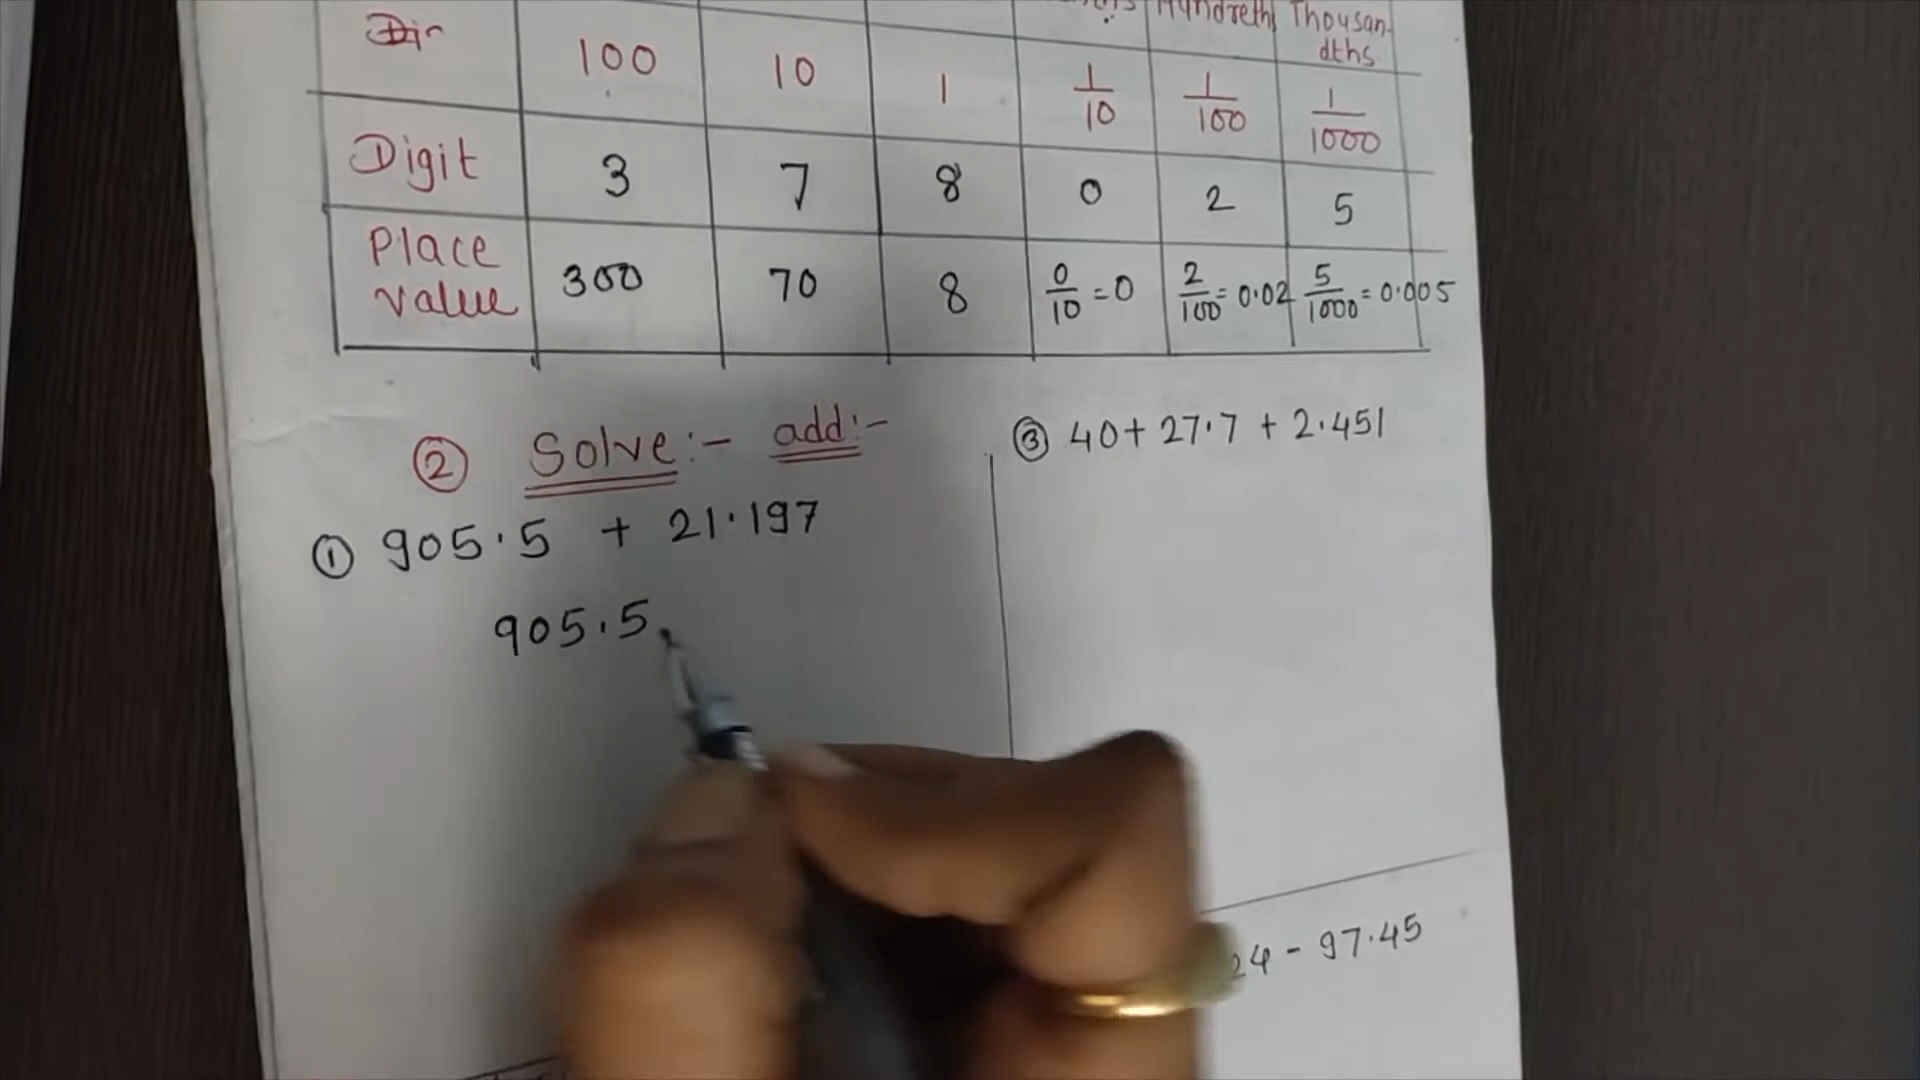 Hundreth Thousandths
100 10 1 1/10 1/100 1/1000
Digit 3 7 8 0 2 5
Place value 300 70 8 0/10 = 0 2/100 = 0.02 5/1000 = 0.005
② Solve:- add:-
① 905.5 + 21.197
905.5
③ 40 + 27.7 + 2.451
24 - 97.45